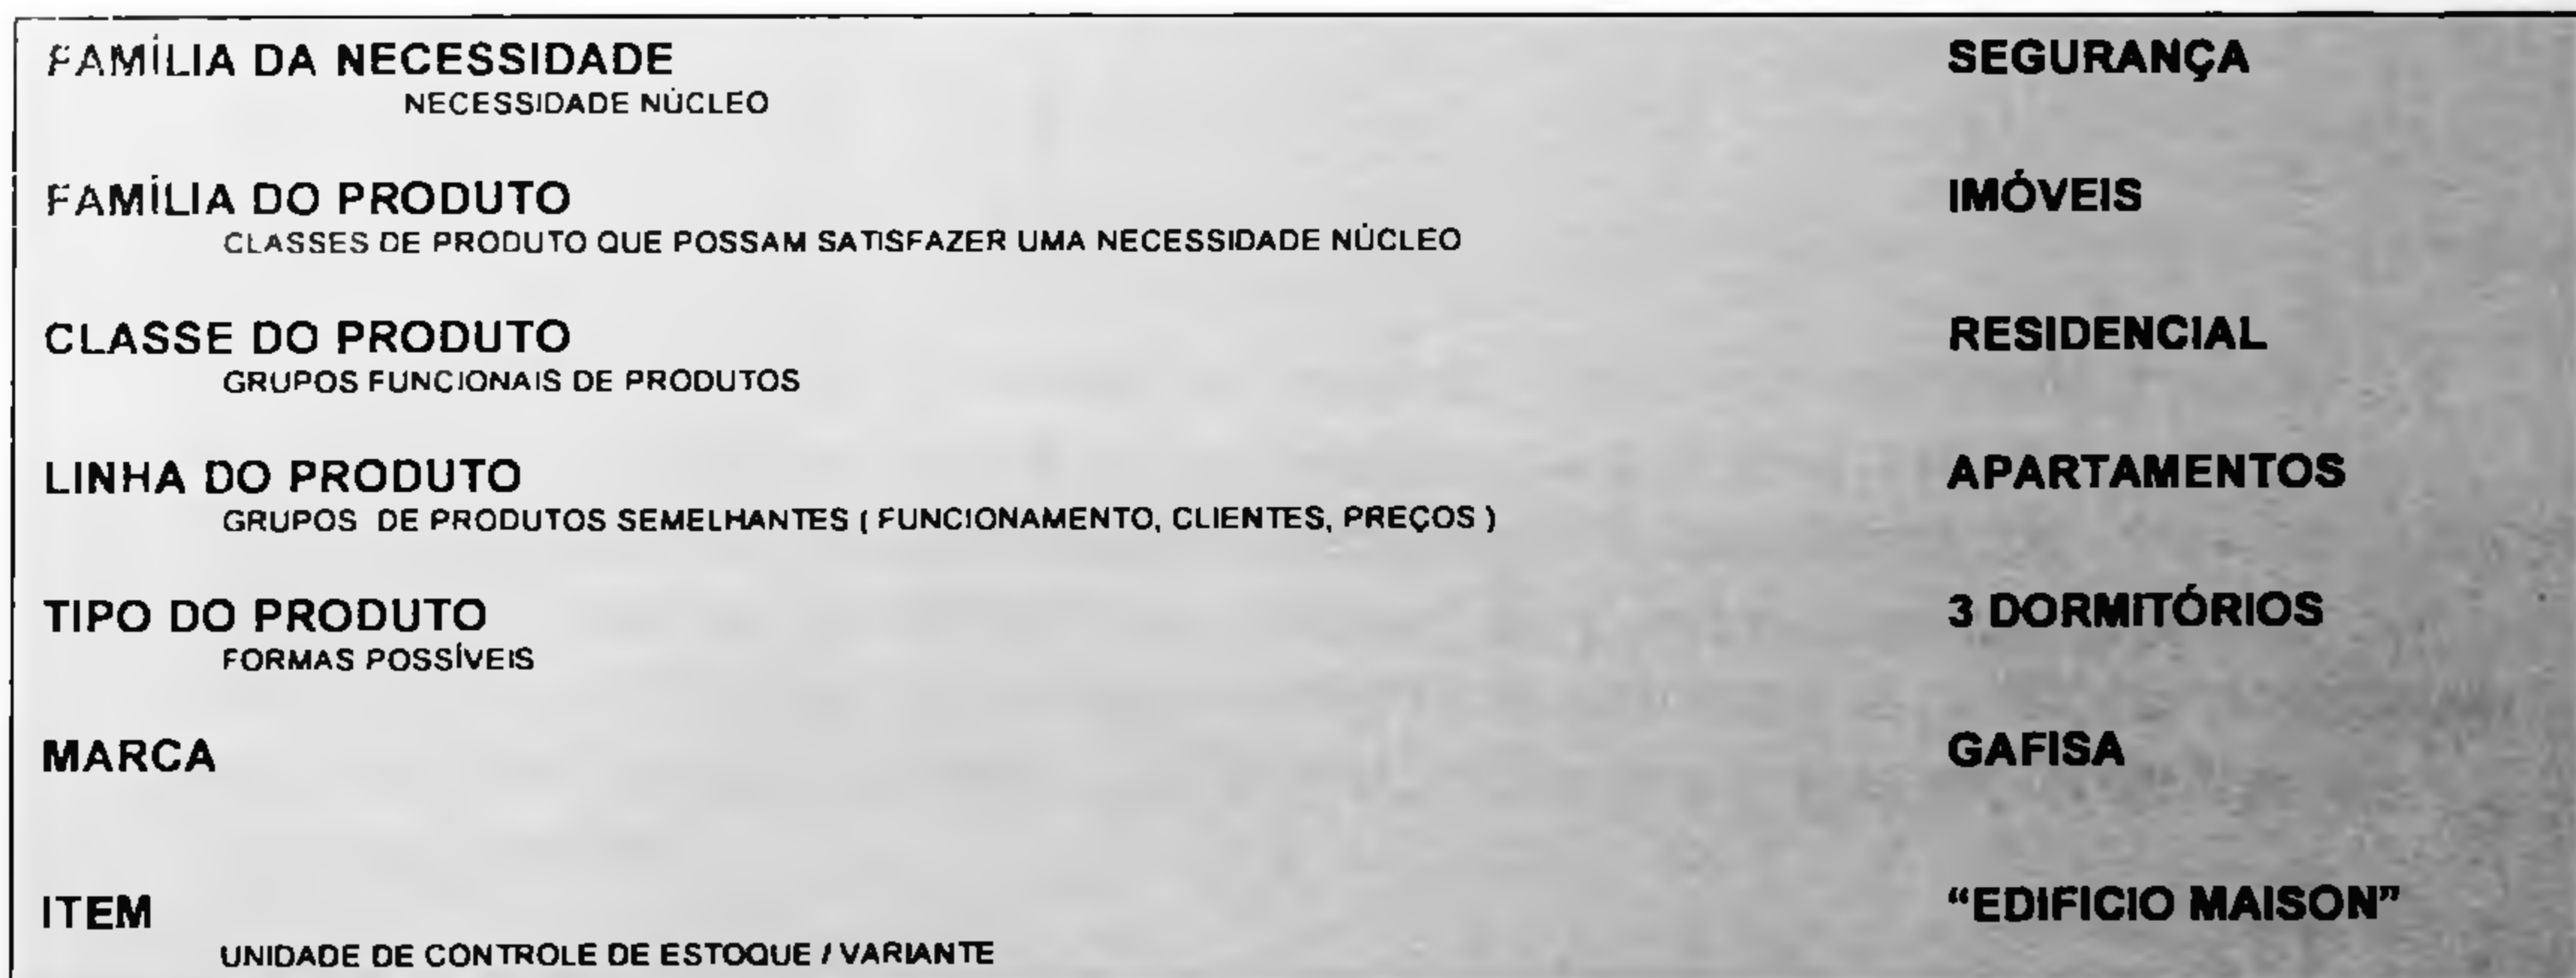 FAMÍLIA DA NECESSIDADE SEGURANÇA
NECESSIDADE NÚCLEO
FAMÍLIA DO PRODUTO IMÓVEIS
CLASSES DE PRODUTO QUE POSSAM SATISFAZER UMA NECESSIDADE NÚCLEO
CLASSE DO PRODUTO RESIDENCIAL
GRUPOS FUNCIONAIS DE PRODUTOS
LINHA DO PRODUTO APARTAMENTOS
GRUPOS DE PRODUTOS SEMELHANTES ( FUNCIONAMENTO, CLIENTES, PREÇOS )
TIPO DO PRODUTO 3 DORMITÓRIOS
FORMAS POSSÍVEIS
MARCA GAFISA
ITEM “EDIFICIO MAISON”
UNIDADE DE CONTROLE DE ESTOQUE / VARIANTE